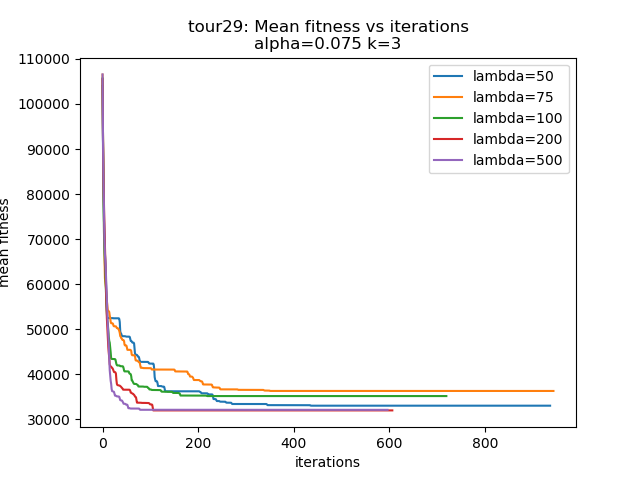 tour29: Mean fitness vs iterations
alpha=0.075 k=3
110000
100000
90000
80000
70000
60000
50000
40000
30000
mean fitness
lambda=50
lambda=75
lambda=100
lambda=200
lambda=500
0
200
400
600
800
iterations